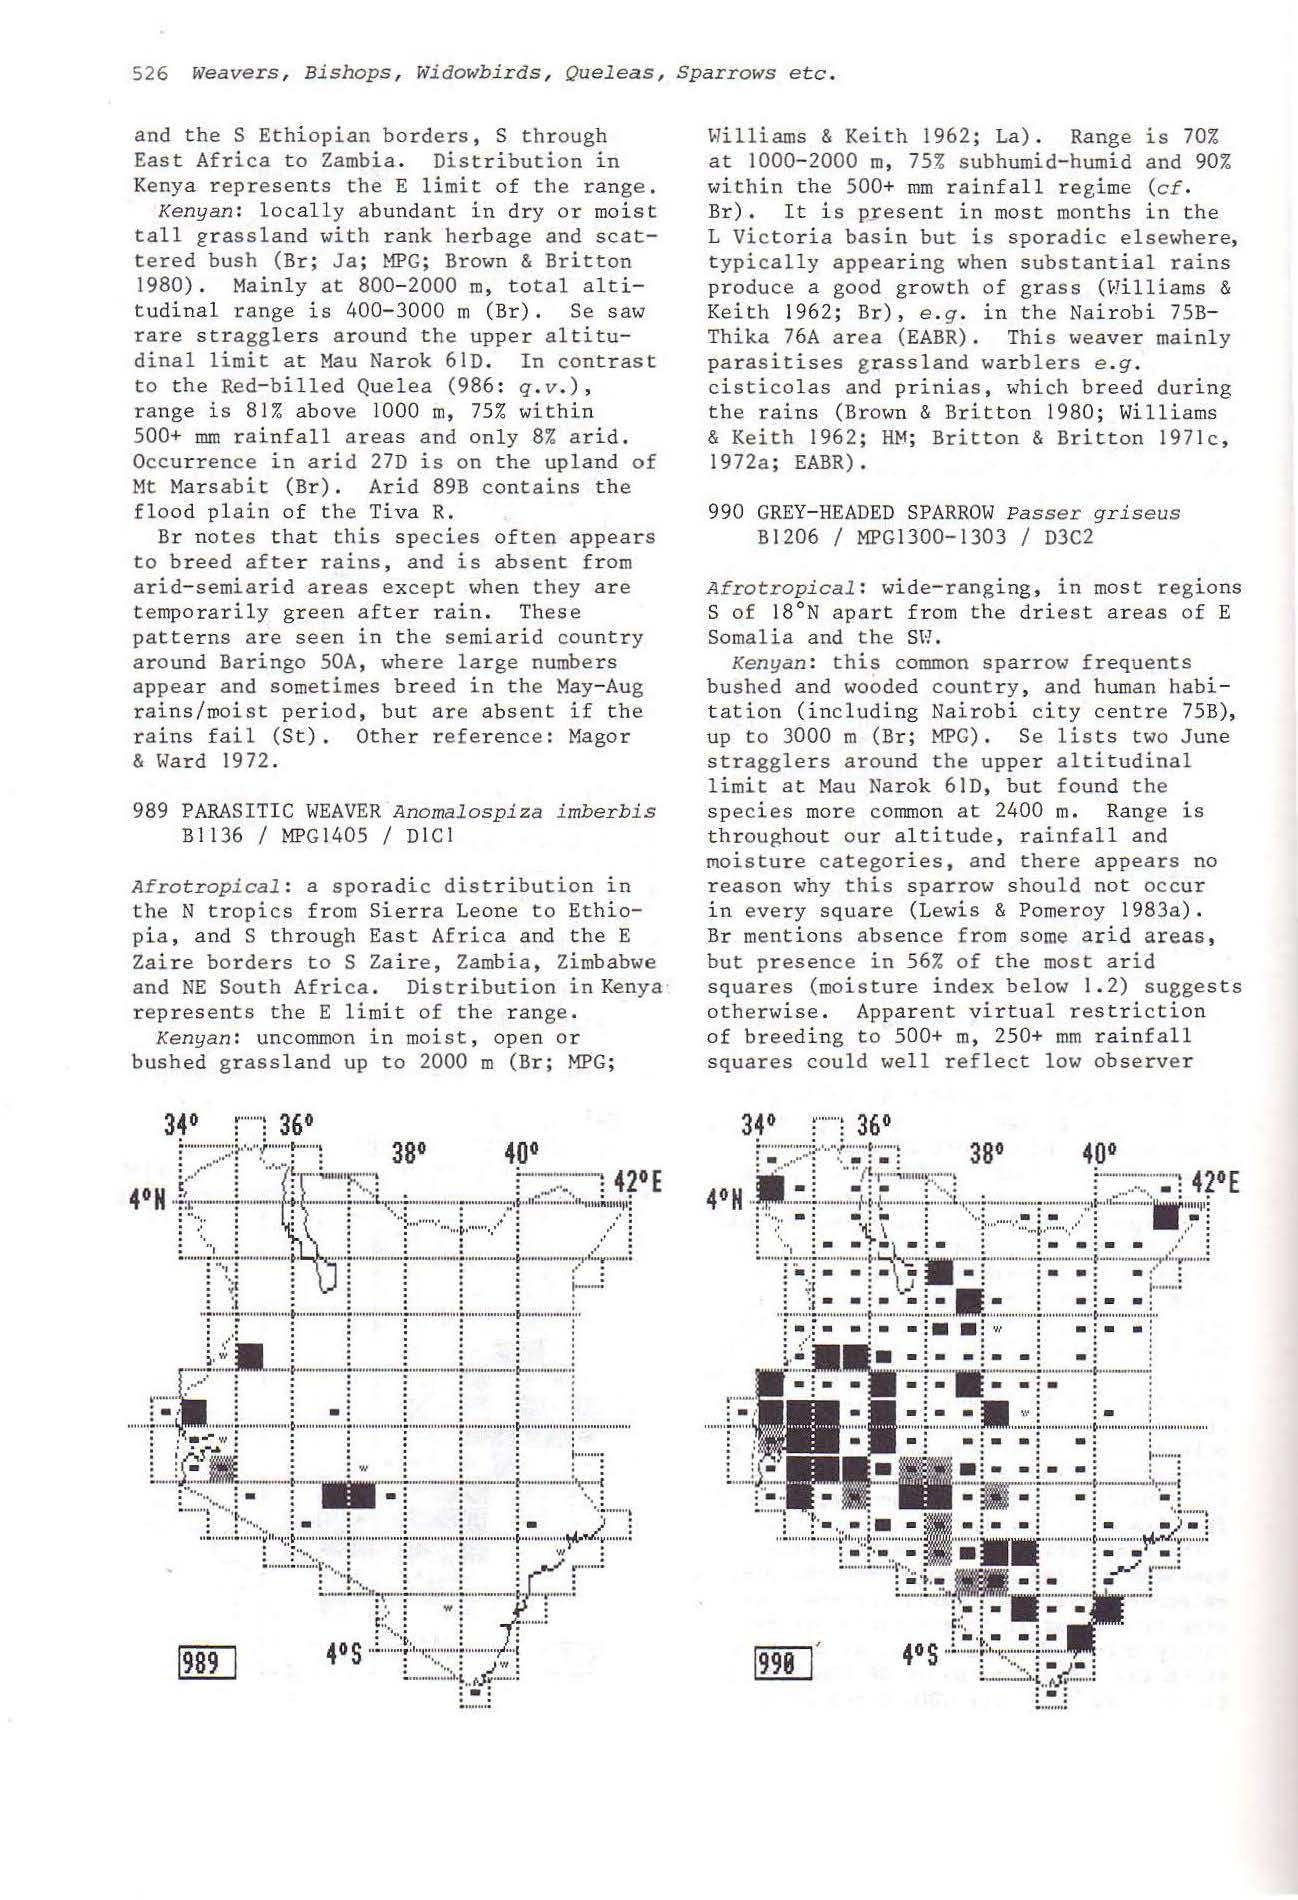 526 Weavers, Bishops, Widowbirds, Queleas, Sparrows etc.
and the S Ethiopian borders, S through
East Africa to Zambia. Distribution in
Kenya represents the E limit of the range.
Kenyan: locally abundant in dry or moist
tall grassland with rank herbage and scat-
tered bush (Br; Ja; MPG; Brown & Britton
1980). Mainly at 800-2000 m, total alti-
tudinal range is 400-3000 m (Br). Se saw
rare stragglers around the upper altitu-
dinal limit at Mau Narok 61D. In contrast
to the Red-billed Quelea (986: q.v.),
range is 81% above 1000 m, 75% within
500+ mm rainfall areas and only 8% arid.
Occurrence in arid 27D is on the upland of
Mt Marsabit (Br). Arid 89B contains the
flood plain of the Tiva R.
Br notes that this species often appears
to breed after rains, and is absent from
arid-semiarid areas except when they are
temporarily green after rain. These
patterns are seen in the semiarid country
around Baringo 50A, where large numbers
appear and sometimes breed in the May-Aug
rains/moist period, but are absent if the
rains fail (St). Other reference: Magor
& Ward 1972.
989 PARASITIC WEAVER Anomalospiza imberbis
B1136 / MPG1405 / D1C1
Afrotropical: a sporadic distribution in
the N tropics from Sierra Leone to Ethio-
pia, and S through East Africa and the E
Zaire borders to S Zaire, Zambia, Zimbabwe
and NE South Africa. Distribution in Kenya
represents the E limit of the range.
Kenyan: uncommon in moist, open or
bushed grassland up to 2000 m (Br; MPG;
Williams & Keith 1962; La). Range is 70%
at 1000-2000 m, 75% subhumid-humid and 90%
within the 500+ mm rainfall regime (cf.
Br). It is present in most months in the
L Victoria basin but is sporadic elsewhere,
typically appearing when substantial rains
produce a good growth of grass (Williams &
Keith 1962; Br), e.g. in the Nairobi 75B-
Thika 76A area (EABR). This weaver mainly
parasitises grassland warblers e.g.
cisticolas and prinias, which breed during
the rains (Brown & Britton 1980; Williams
& Keith 1962; HM; Britton & Britton 1971c,
1972a; EABR).
990 GREY-HEADED SPARROW Passer griseus
B1206 / MPG1300-1303 / D3C2
Afrotropical: wide-ranging, in most regions
S of 18°N apart from the driest areas of E
Somalia and the SW.
Kenyan: this common sparrow frequents
bushed and wooded country, and human habi-
tation (including Nairobi city centre 75B),
up to 3000 m (Br; MPG). Se lists two June
stragglers around the upper altitudinal
limit at Mau Narok 61D, but found the
species more common at 2400 m. Range is
throughout our altitude, rainfall and
moisture categories, and there appears no
reason why this sparrow should not occur
in every square (Lewis & Pomeroy 1983a).
Br mentions absence from some arid areas,
but presence in 56% of the most arid
squares (moisture index below 1.2) suggests
otherwise. Apparent virtual restriction
of breeding to 500+ m, 250+ mm rainfall
squares could well reflect low observer
34° 36°
38° 40°
42°E
4°N
4°S
989
34° 36°
38° 40°
42°E
4°N
4°S
990